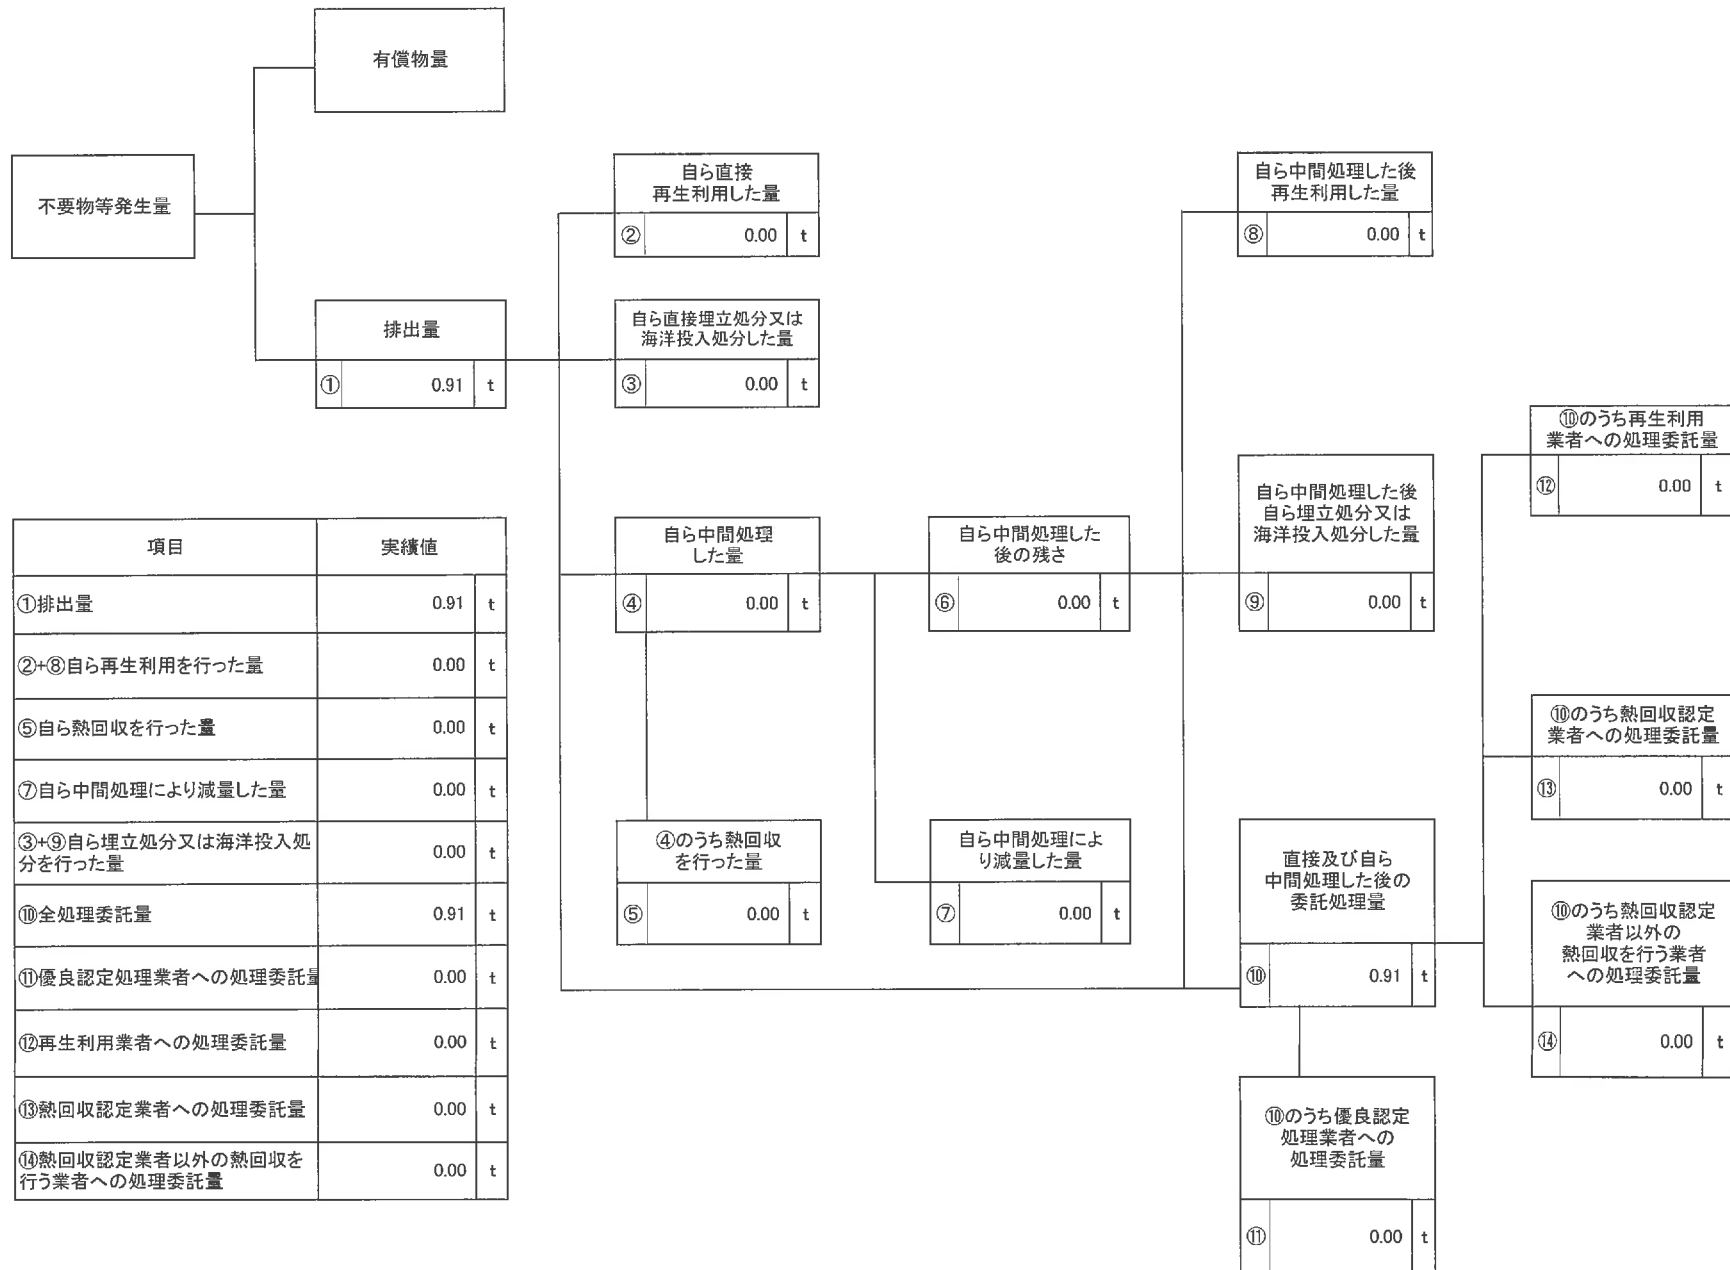 有償物量
不要物等発生量
排出量
① 0.91 t
自ら直接
再生利用した量
② 0.00 t
自ら直接埋立処分又は
海洋投入処分した量
③ 0.00 t
自ら中間処理
した量
④ 0.00 t
④のうち熱回収
を行った量
⑤ 0.00 t
自ら中間処理した
後の残さ
⑥ 0.00 t
自ら中間処理によ
り減量した量
⑦ 0.00 t
自ら中間処理した後
再生利用した量
⑧ 0.00 t
自ら中間処理した後
自ら埋立処分又は
海洋投入処分した量
⑨ 0.00 t
直接及び自ら
中間処理した後の
委託処理量
⑩ 0.91 t
⑩のうち優良認定
処理業者への
処理委託量
⑪ 0.00 t
⑩のうち再生利用
業者への処理委託量
⑫ 0.00 t
⑩のうち熱回収認定
業者への処理委託量
⑬ 0.00 t
⑩のうち熱回収認定
業者以外の
熱回収を行う業者
への処理委託量
⑭ 0.00 t
項目 実績値
①排出量 0.91 t
②+⑧自ら再生利用を行った量 0.00 t
⑤自ら熱回収を行った量 0.00 t
⑦自ら中間処理により減量した量 0.00 t
③+⑨自ら埋立処分又は海洋投入処
分を行った量 0.00 t
⑩全処理委託量 0.91 t
⑪優良認定処理業者への処理委託量 0.00 t
⑫再生利用業者への処理委託量 0.00 t
⑬熱回収認定業者への処理委託量 0.00 t
⑭熱回収認定業者以外の熱回収を
行う業者への処理委託量 0.00 t